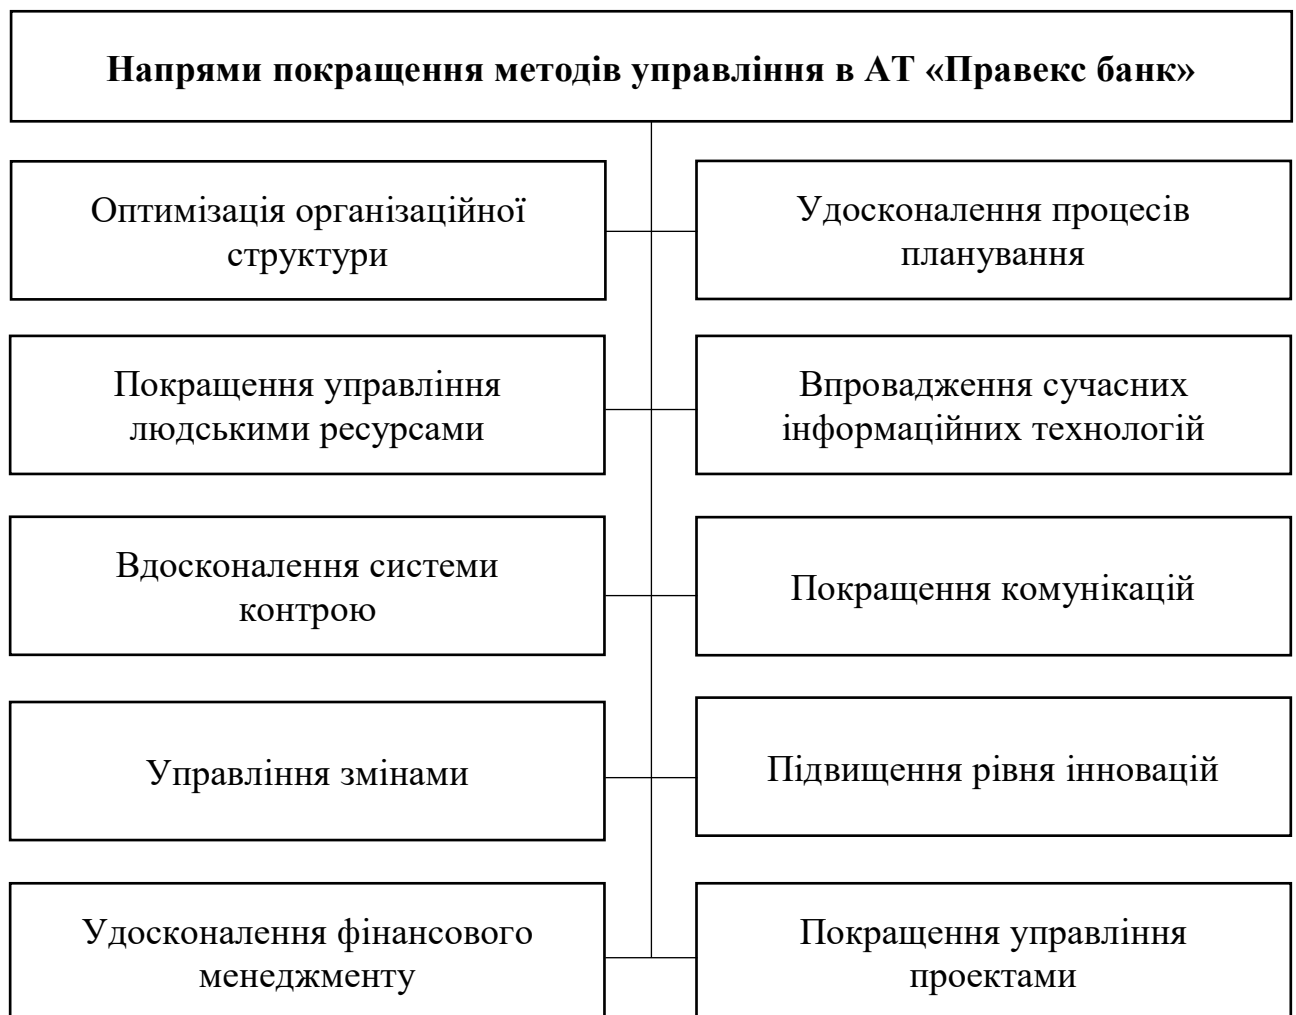 Напрями покращення методів управління в АТ «Правекс банк»
Оптимізація організаційної
структури
Удосконалення процесів
планування
Покращення управління
людськими ресурсами
Впровадження сучасних
інформаційних технологій
Вдосконалення системи
контрою
Покращення комунікацій
Управління змінами
Підвищення рівня інновацій
Удосконалення фінансового
менеджменту
Покращення управління
проектами